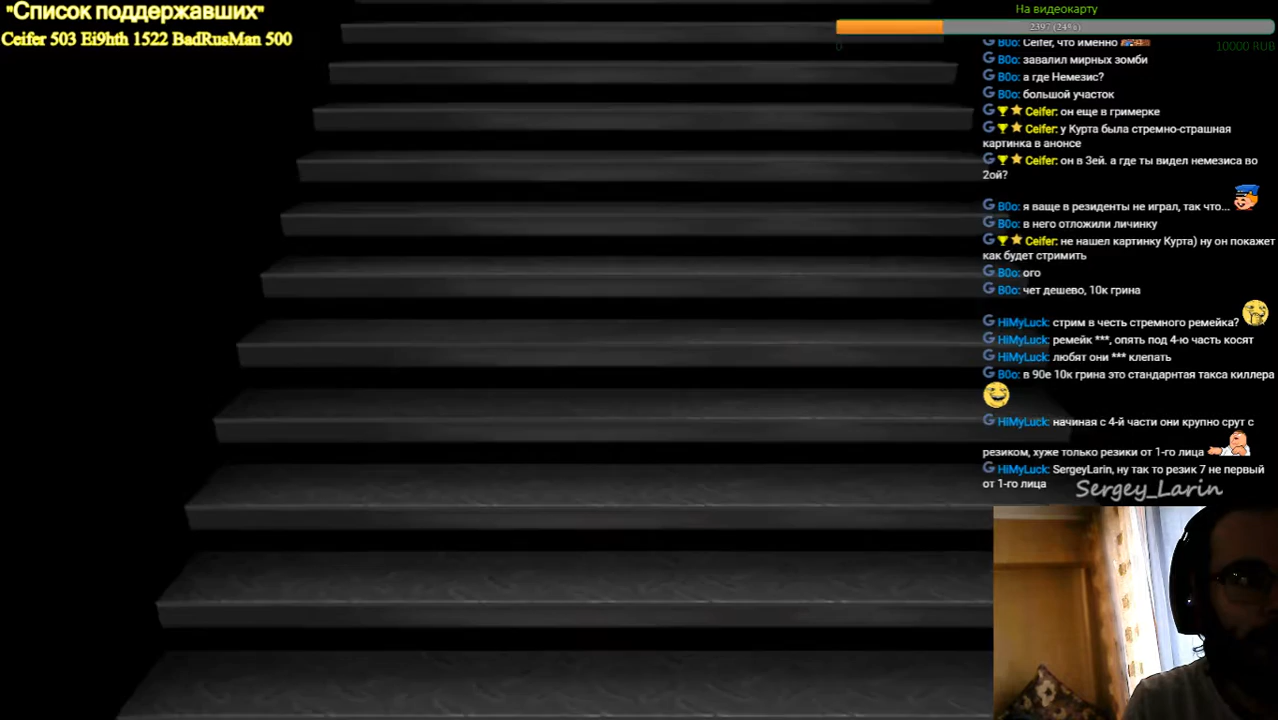 "Список поддержавших"
Ceifer 503 Ei9hth 1522 BadRusMan 500
На видеокарту
2397 (24%)
0
10000 RUB
B0o: Ceifer, что именно
B0o: завалил мирных зомби
B0o: а где Немезис?
B0o: большой участок
Ceifer: он еще в гримерке
Ceifer: у Курта была стремно-страшная
картинка в анонсе
Ceifer: он в 3ей. а где ты видел немезиса во
2ой?
B0o: я ваще в резиденты не играл, так что...
B0o: в него отложили личинку
Ceifer: не нашел картинку Курта) ну он покажет
как будет стримить
B0o: ого
B0o: чет дешево, 10к грина
HiMyLuck: стрим в честь стремного ремейка?
HiMyLuck: ремейк ***, опять под 4-ю часть косят
HiMyLuck: любят они *** клепать
B0o: в 90е 10к грина это стандарнтая такса киллера
HiMyLuck: начиная с 4-й части они крупно срут с
резиком, хуже только резики от 1-го лица
HiMyLuck: SergeyLarin, ну так то резик 7 не первый
от 1-го лица
Sergey_Larin